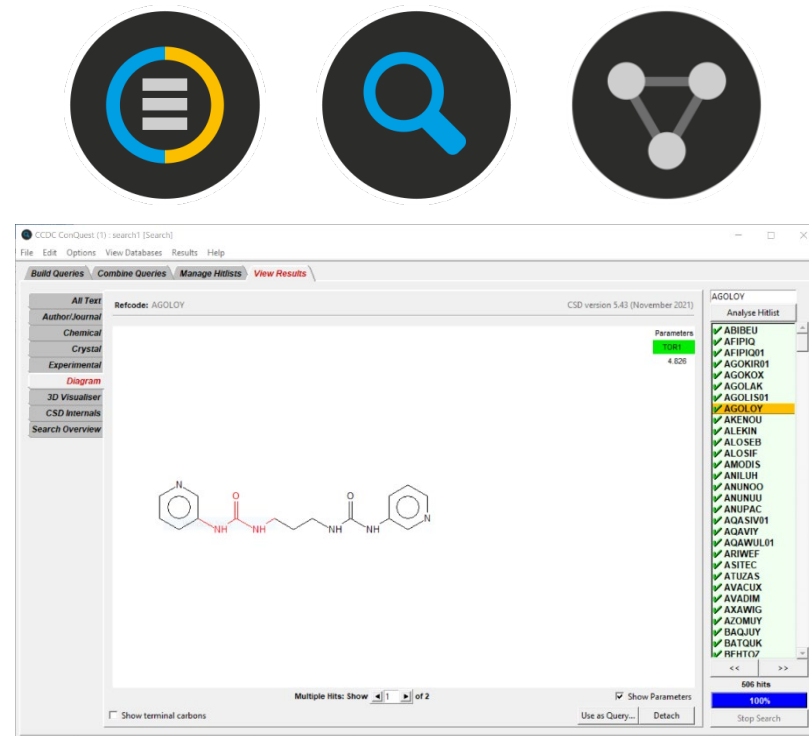 CCDC ConQuest (1) : search1 [Search]
File Edit Options View Databases Results Help
Build Queries Combine Queries Manage Hitlists View Results
All Text
Author/Journal
Chemical
Crystal
Experimental
Diagram
3D Visualiser
CSD Internals
Search Overview
Refcode: AGOLOY
CSD version 5.43 (November 2021)
Parameters
TOR1
4.826
N
O
NH
NH
O
NH
NH
N
Multiple Hits: Show 1 of 2
Show Parameters
Show terminal carbons
Use as Query...
Detach
AGOLOY
Analyse Hitlist
ABIBEU
AFIPIQ
AFIPIQ01
AGOKIR01
AGOKOX
AGOLAK
AGOLIS01
AGOLOY
AKENOU
ALEKIN
ALOSEB
ALOSIF
AMODIS
ANILUH
ANUNOO
ANUNUU
ANUPAC
AQASIV01
AQAVIY
AQAWUL01
ARIWEF
ASITEC
ATUZAS
AVACUX
AVADIM
AXAWIG
AZOMUY
BAQJUY
BATQUK
BEHTOZ
<< >>
506 hits
100%
Stop Search